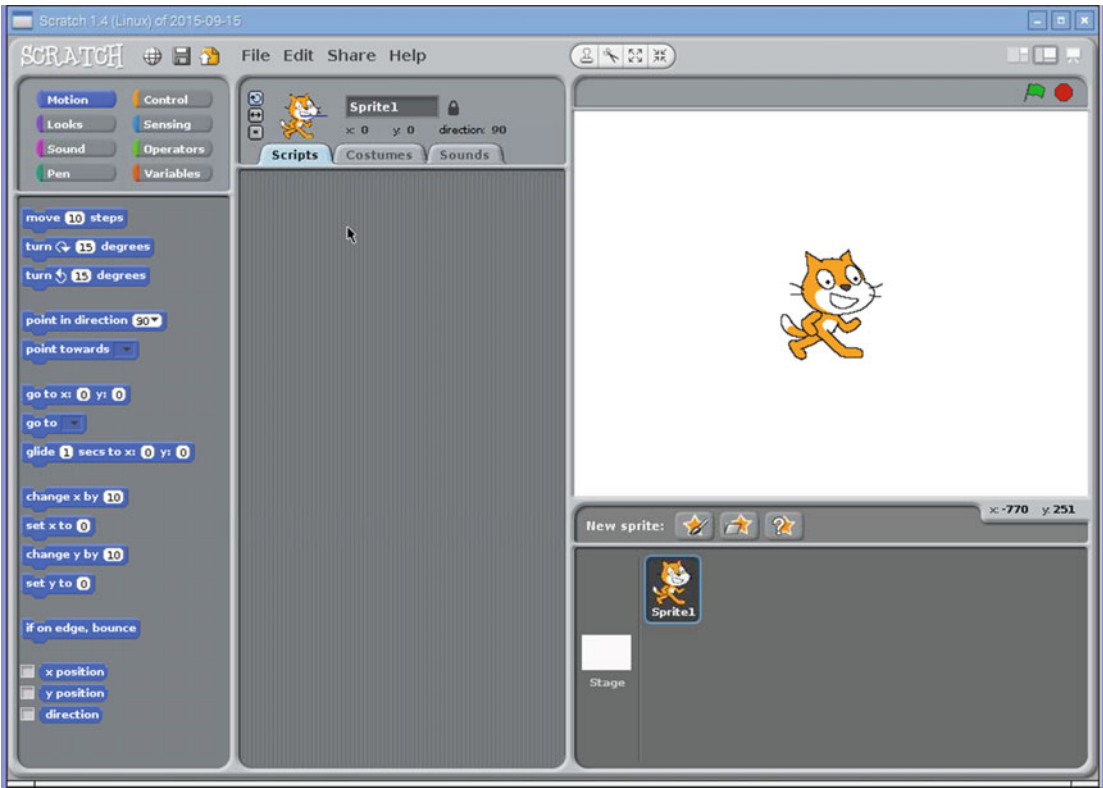 Scratch 1.4 (Linux) of 2015-09-15
SCRATCH File Edit Share Help
Motion Control
Looks Sensing
Sound Operators
Pen Variables
Sprite1
x: 0 y: 0 direction: 90
Scripts Costumes Sounds
move 10 steps
turn 15 degrees
turn 15 degrees
point in direction 90
point towards
go to x: 0 y: 0
go to
glide 1 secs to x: 0 y: 0
change x by 10
set x to 0
change y by 10
set y to 0
if on edge, bounce
x position
y position
direction
x: -770 y: 251
New sprite:
Sprite1
Stage